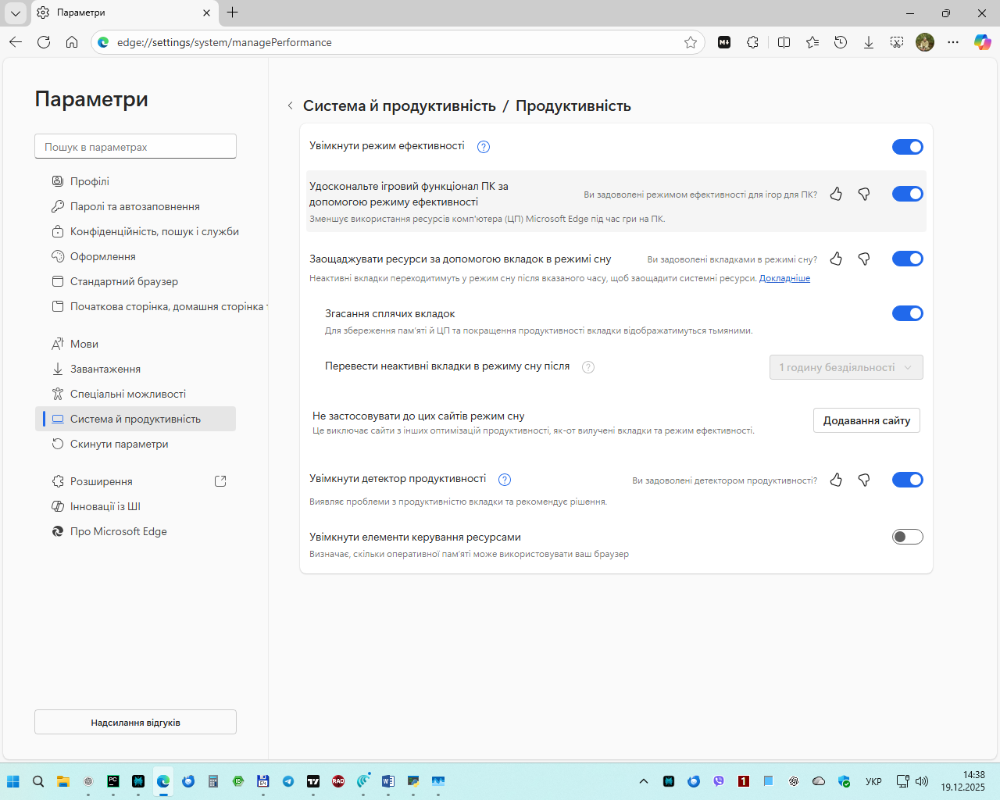 Параметри
edge://settings/system/managePerformance
Параметри
Пошук в параметрах
Профілі
Паролі та автозаповнення
Конфіденційність, пошук і служби
Оформлення
Стандартний браузер
Початкова сторінка, домашня сторінка т
Мови
Завантаження
Спеціальні можливості
Система й продуктивність
Скинути параметри
Розширення
Інновації із ШІ
Про Microsoft Edge
Надсилання відгуків
Система й продуктивність / Продуктивність
Увімкнути режим ефективності
Удоскональте ігровий функціонал ПК за
допомогою режиму ефективності
Ви задоволені режимом ефективності для ігор для ПК?
Зменшує використання ресурсів комп'ютера (ЦП) Microsoft Edge під час гри на ПК.
Заощаджувати ресурси за допомогою вкладок в режимі сну
Ви задоволені вкладками в режимі сну?
Неактивні вкладки переходитимуть у режим сну після вказаного часу, щоб заощадити системні ресурси. Докладніше
Згасання сплячих вкладок
Для збереження пам'яті й ЦП та покращення продуктивності вкладки відображатимуться тьмяними.
Перевести неактивні вкладки в режиму сну після
1 годину бездіяльності
Не застосовувати до цих сайтів режим сну
Це виключає сайти з інших оптимізацій продуктивності, як-от вилучені вкладки та режим ефективності.
Додавання сайту
Увімкнути детектор продуктивності
Ви задоволені детектором продуктивності?
Виявляє проблеми з продуктивністю вкладки та рекомендує рішення.
Увімкнути елементи керування ресурсами
Визначає, скільки оперативної пам'яті може використовувати ваш браузер
УКР
14:38
19.12.2025